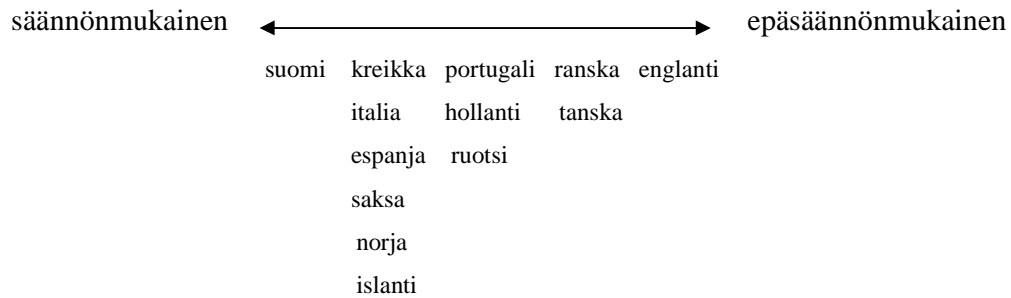 säännönmukainen epäsäännönmukainen
suomi kreikka portugali ranska englanti
italia hollanti tanska
espanja ruotsi
saksa
norja
islanti